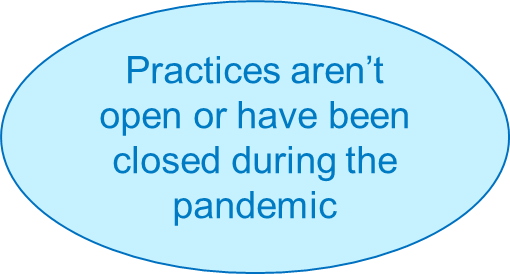 Practices aren’t
open or have been
closed during the
pandemic